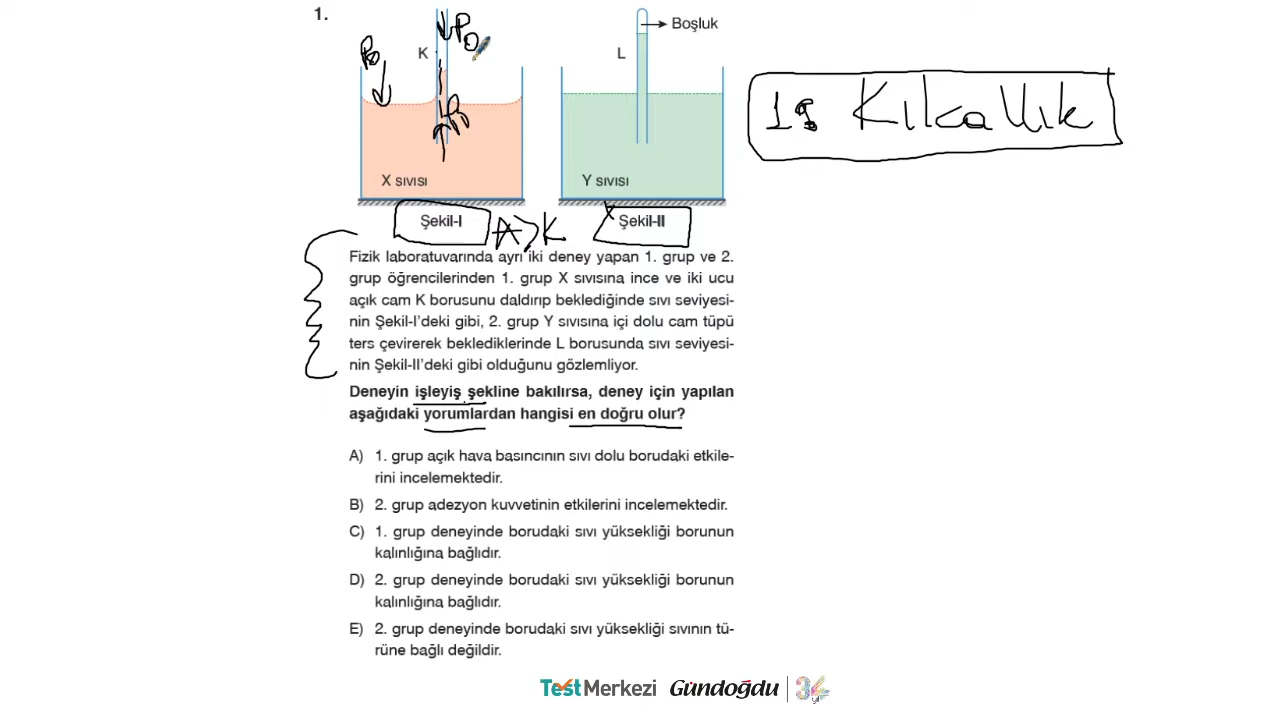 1.
P₀
P₀
K
P₀
X sıvısı
Şekil-I
A>K
Boşluk
L
Y sıvısı
Şekil-II
1g Kılcallık
Fizik laboratuvarında ayrı iki deney yapan 1. grup ve 2.
grup öğrencilerinden 1. grup X sıvısına ince ve iki ucu
açık cam K borusunu daldırıp beklediğinde sıvı seviyesi-
nin Şekil-I'deki gibi, 2. grup Y sıvısına içi dolu cam tüpü
ters çevirerek beklediklerinde L borusunda sıvı seviyesi-
nin Şekil-II'deki gibi olduğunu gözlemliyor.
Deneyin işleyiş şekline bakılırsa, deney için yapılan
aşağıdaki yorumlardan hangisi en doğru olur?
A) 1. grup açık hava basıncının sıvı dolu borudaki etkile-
rini incelemektedir.
B) 2. grup adezyon kuvvetinin etkilerini incelemektedir.
C) 1. grup deneyinde borudaki sıvı yüksekliği borunun
kalınlığına bağlıdır.
D) 2. grup deneyinde borudaki sıvı yüksekliği borunun
kalınlığına bağlıdır.
E) 2. grup deneyinde borudaki sıvı yüksekliği sıvının tü-
rüne bağlı değildir.
TestMerkezi Gündoğdu 34 yıl